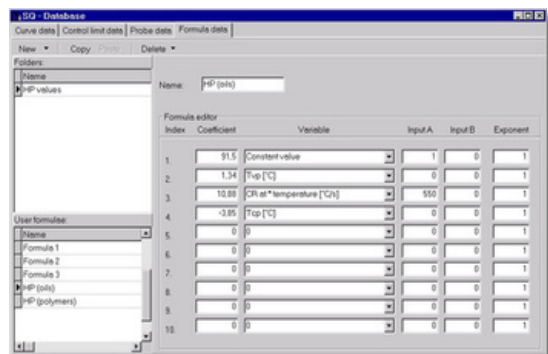 SQ - Database
Curve data Control limit data Probe data Formula data
New Copy Paste Delete
Folders:
Name
HP values
Name: HP (oils)
Formula editor
Index Coefficient Variable Input A Input B Exponent
1. 91,5 Constant value 1 0 1
2. 1,34 Tvp [°C] 0 0 1
3. 10,88 CR at * temperature [°C/s] 550 0 1
4. -3,85 Tcp [°C] 0 0 1
5. 0 0 0 0 1
6. 0 0 0 0 1
7. 0 0 0 0 1
8. 0 0 0 0 1
9. 0 0 0 0 1
10. 0 0 0 0 1
User formulae:
Name
Formula 1
Formula 2
Formula 3
HP (oils)
HP (polymers)